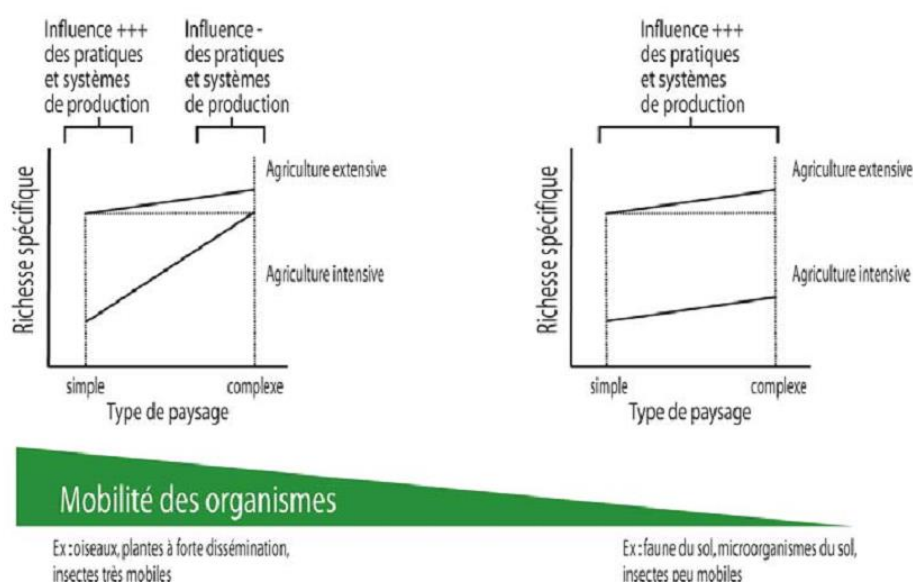 Influence +++
des pratiques
et systèmes
de production
Influence -
des pratiques
et systèmes
de production
Richesse spécifique
Agriculture extensive
Agriculture intensive
simple
complexe
Type de paysage
Influence +++
des pratiques
et systèmes
de production
Richesse spécifique
Agriculture extensive
Agriculture intensive
simple
complexe
Type de paysage
Mobilité des organismes
Ex : oiseaux, plantes à forte dissémination,
insectes très mobiles
Ex : faune du sol, microorganismes du sol,
insectes peu mobiles